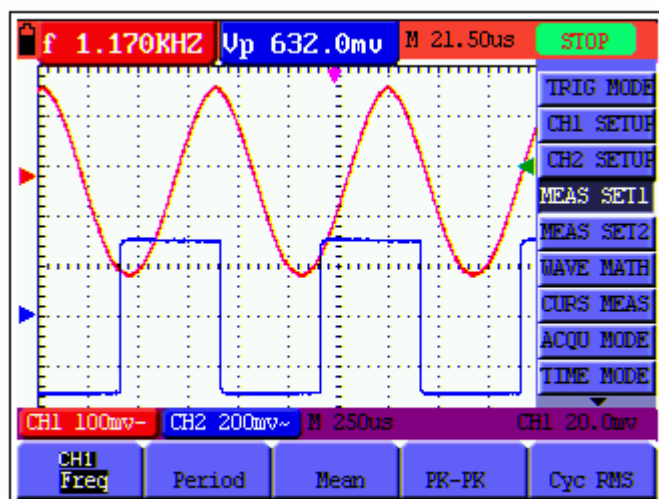 f 1.170KHZ Vp 632.0mv M 21.50us STOP
TRIG MODE
CH1 SETUP
CH2 SETUP
MEAS SET1
MEAS SET2
WAVE MATH
CURS MEAS
ACQU MODE
TIME MODE
CH1 100mv- CH2 200mv~ M 250us CH1 20.0mv
CH1
Freq Period Mean PK-PK Cyc RMS